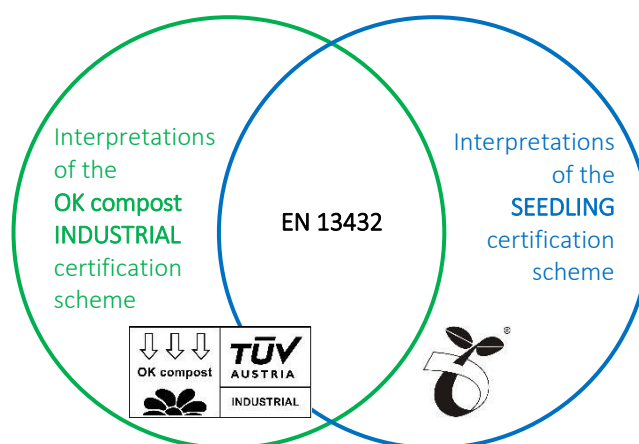 Interpretations
of the
OK compost
INDUSTRIAL
certification
scheme
EN 13432
Interpretations
of the
SEEDLING
certification
scheme
OK compost
TÜV
AUSTRIA
INDUSTRIAL
®